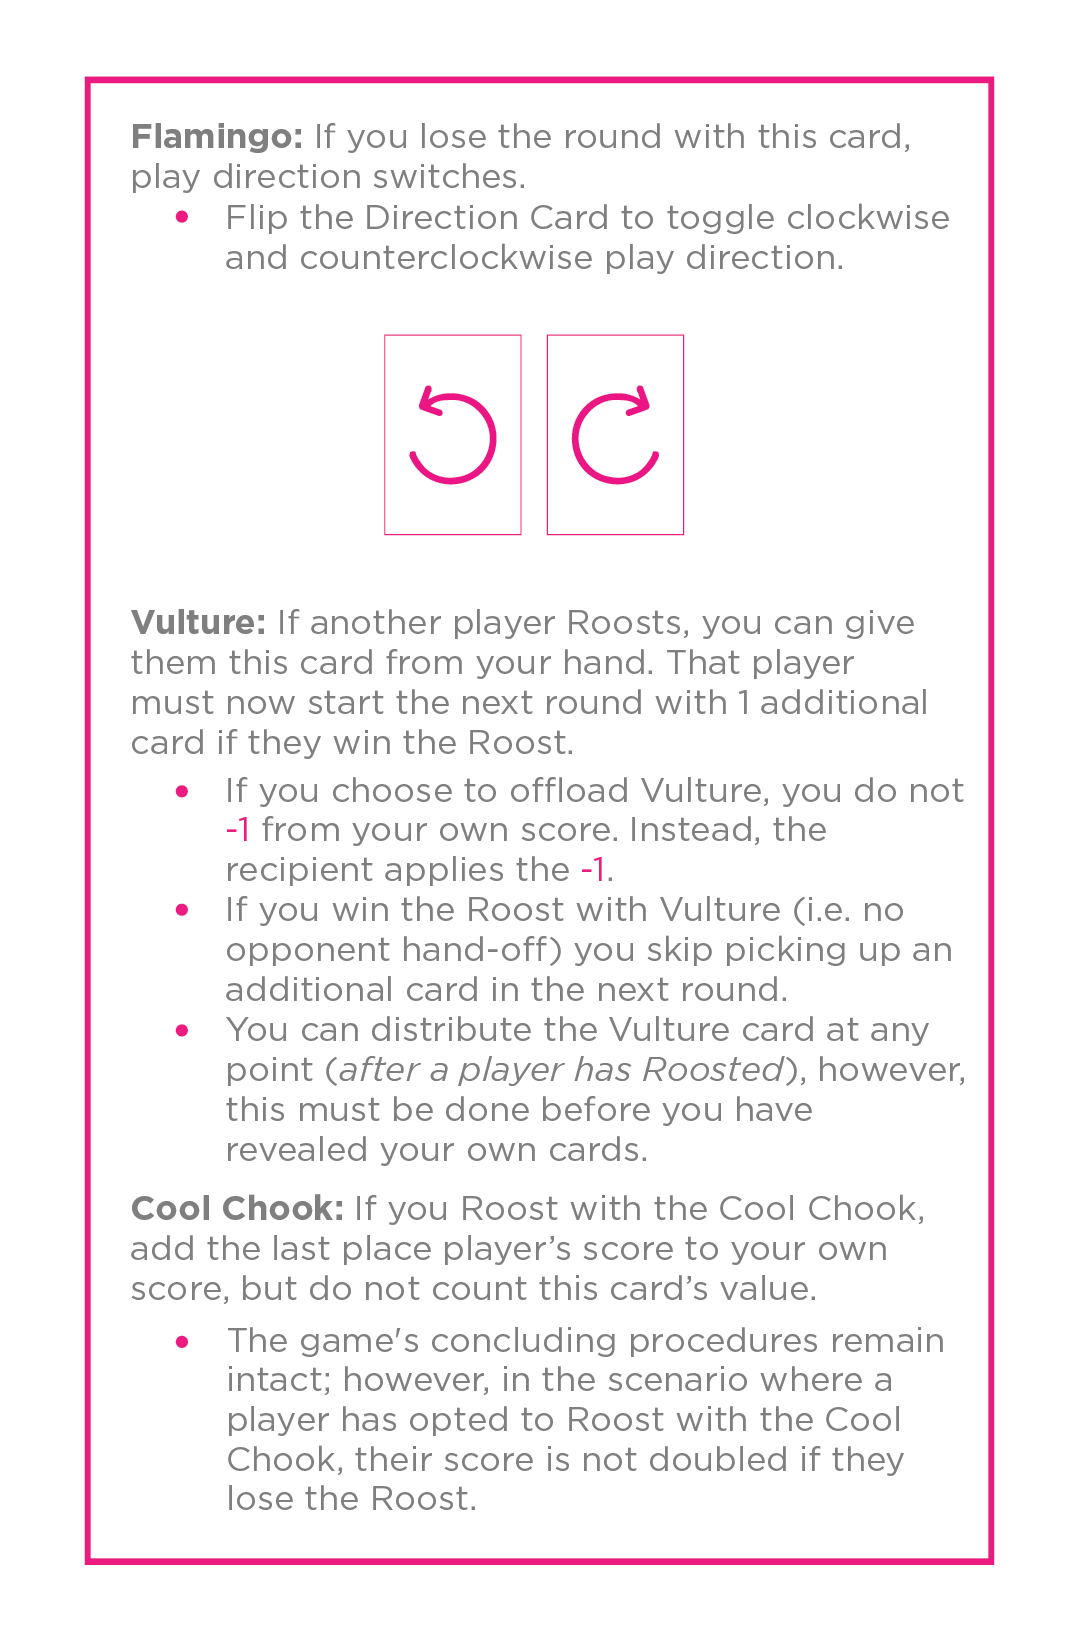 Flamingo: If you lose the round with this card,
play direction switches.
• Flip the Direction Card to toggle clockwise
and counterclockwise play direction.
Vulture: If another player Roosts, you can give
them this card from your hand. That player
must now start the next round with 1 additional
card if they win the Roost.
• If you choose to offload Vulture, you do not
-1 from your own score. Instead, the
recipient applies the -1.
• If you win the Roost with Vulture (i.e. no
opponent hand-off) you skip picking up an
additional card in the next round.
• You can distribute the Vulture card at any
point (after a player has Roosted), however,
this must be done before you have
revealed your own cards.
Cool Chook: If you Roost with the Cool Chook,
add the last place player’s score to your own
score, but do not count this card’s value.
• The game's concluding procedures remain
intact; however, in the scenario where a
player has opted to Roost with the Cool
Chook, their score is not doubled if they
lose the Roost.